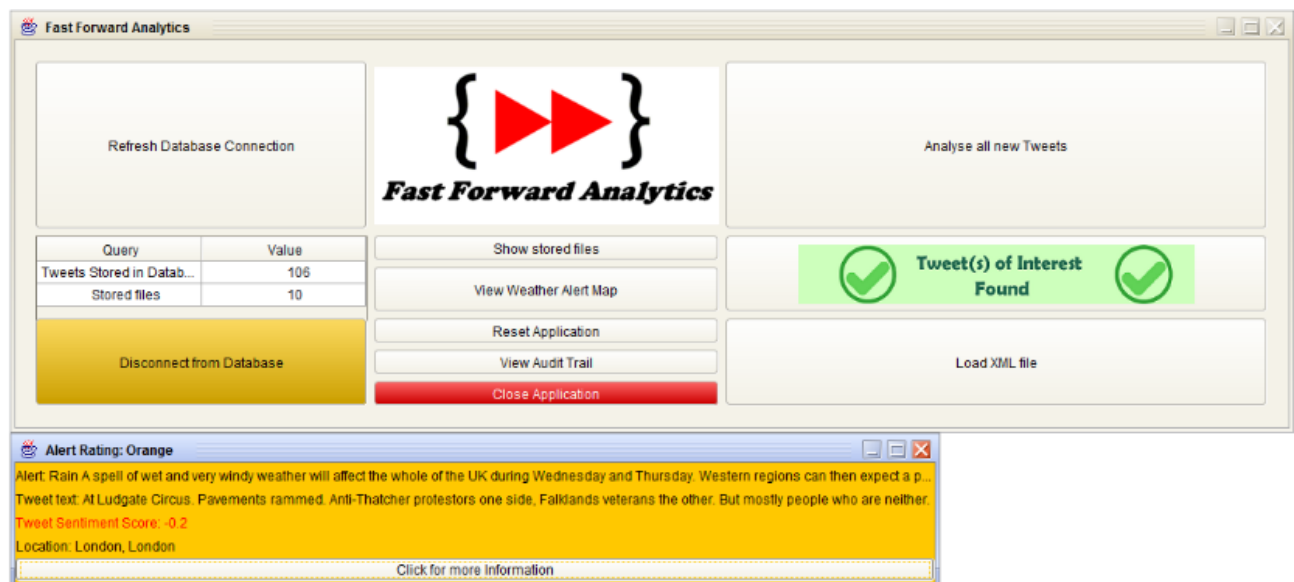 Fast Forward Analytics
Refresh Database Connection
{ }
Fast Forward Analytics
Analyse all new Tweets
Query Value
Tweets Stored in Datab... 106
Stored files 10
Show stored files
View Weather Alert Map
Tweet(s) of Interest
Found
Disconnect from Database
Reset Application
View Audit Trail
Close Application
Load XML file
Alert Rating: Orange
Alert: Rain A spell of wet and very windy weather will affect the whole of the UK during Wednesday and Thursday. Western regions can then expect a p...
Tweet text: At Ludgate Circus. Pavements rammed. Anti-Thatcher protestors one side, Falklands veterans the other. But mostly people who are neither.
Tweet Sentiment Score: -0.2
Location: London, London
Click for more Information